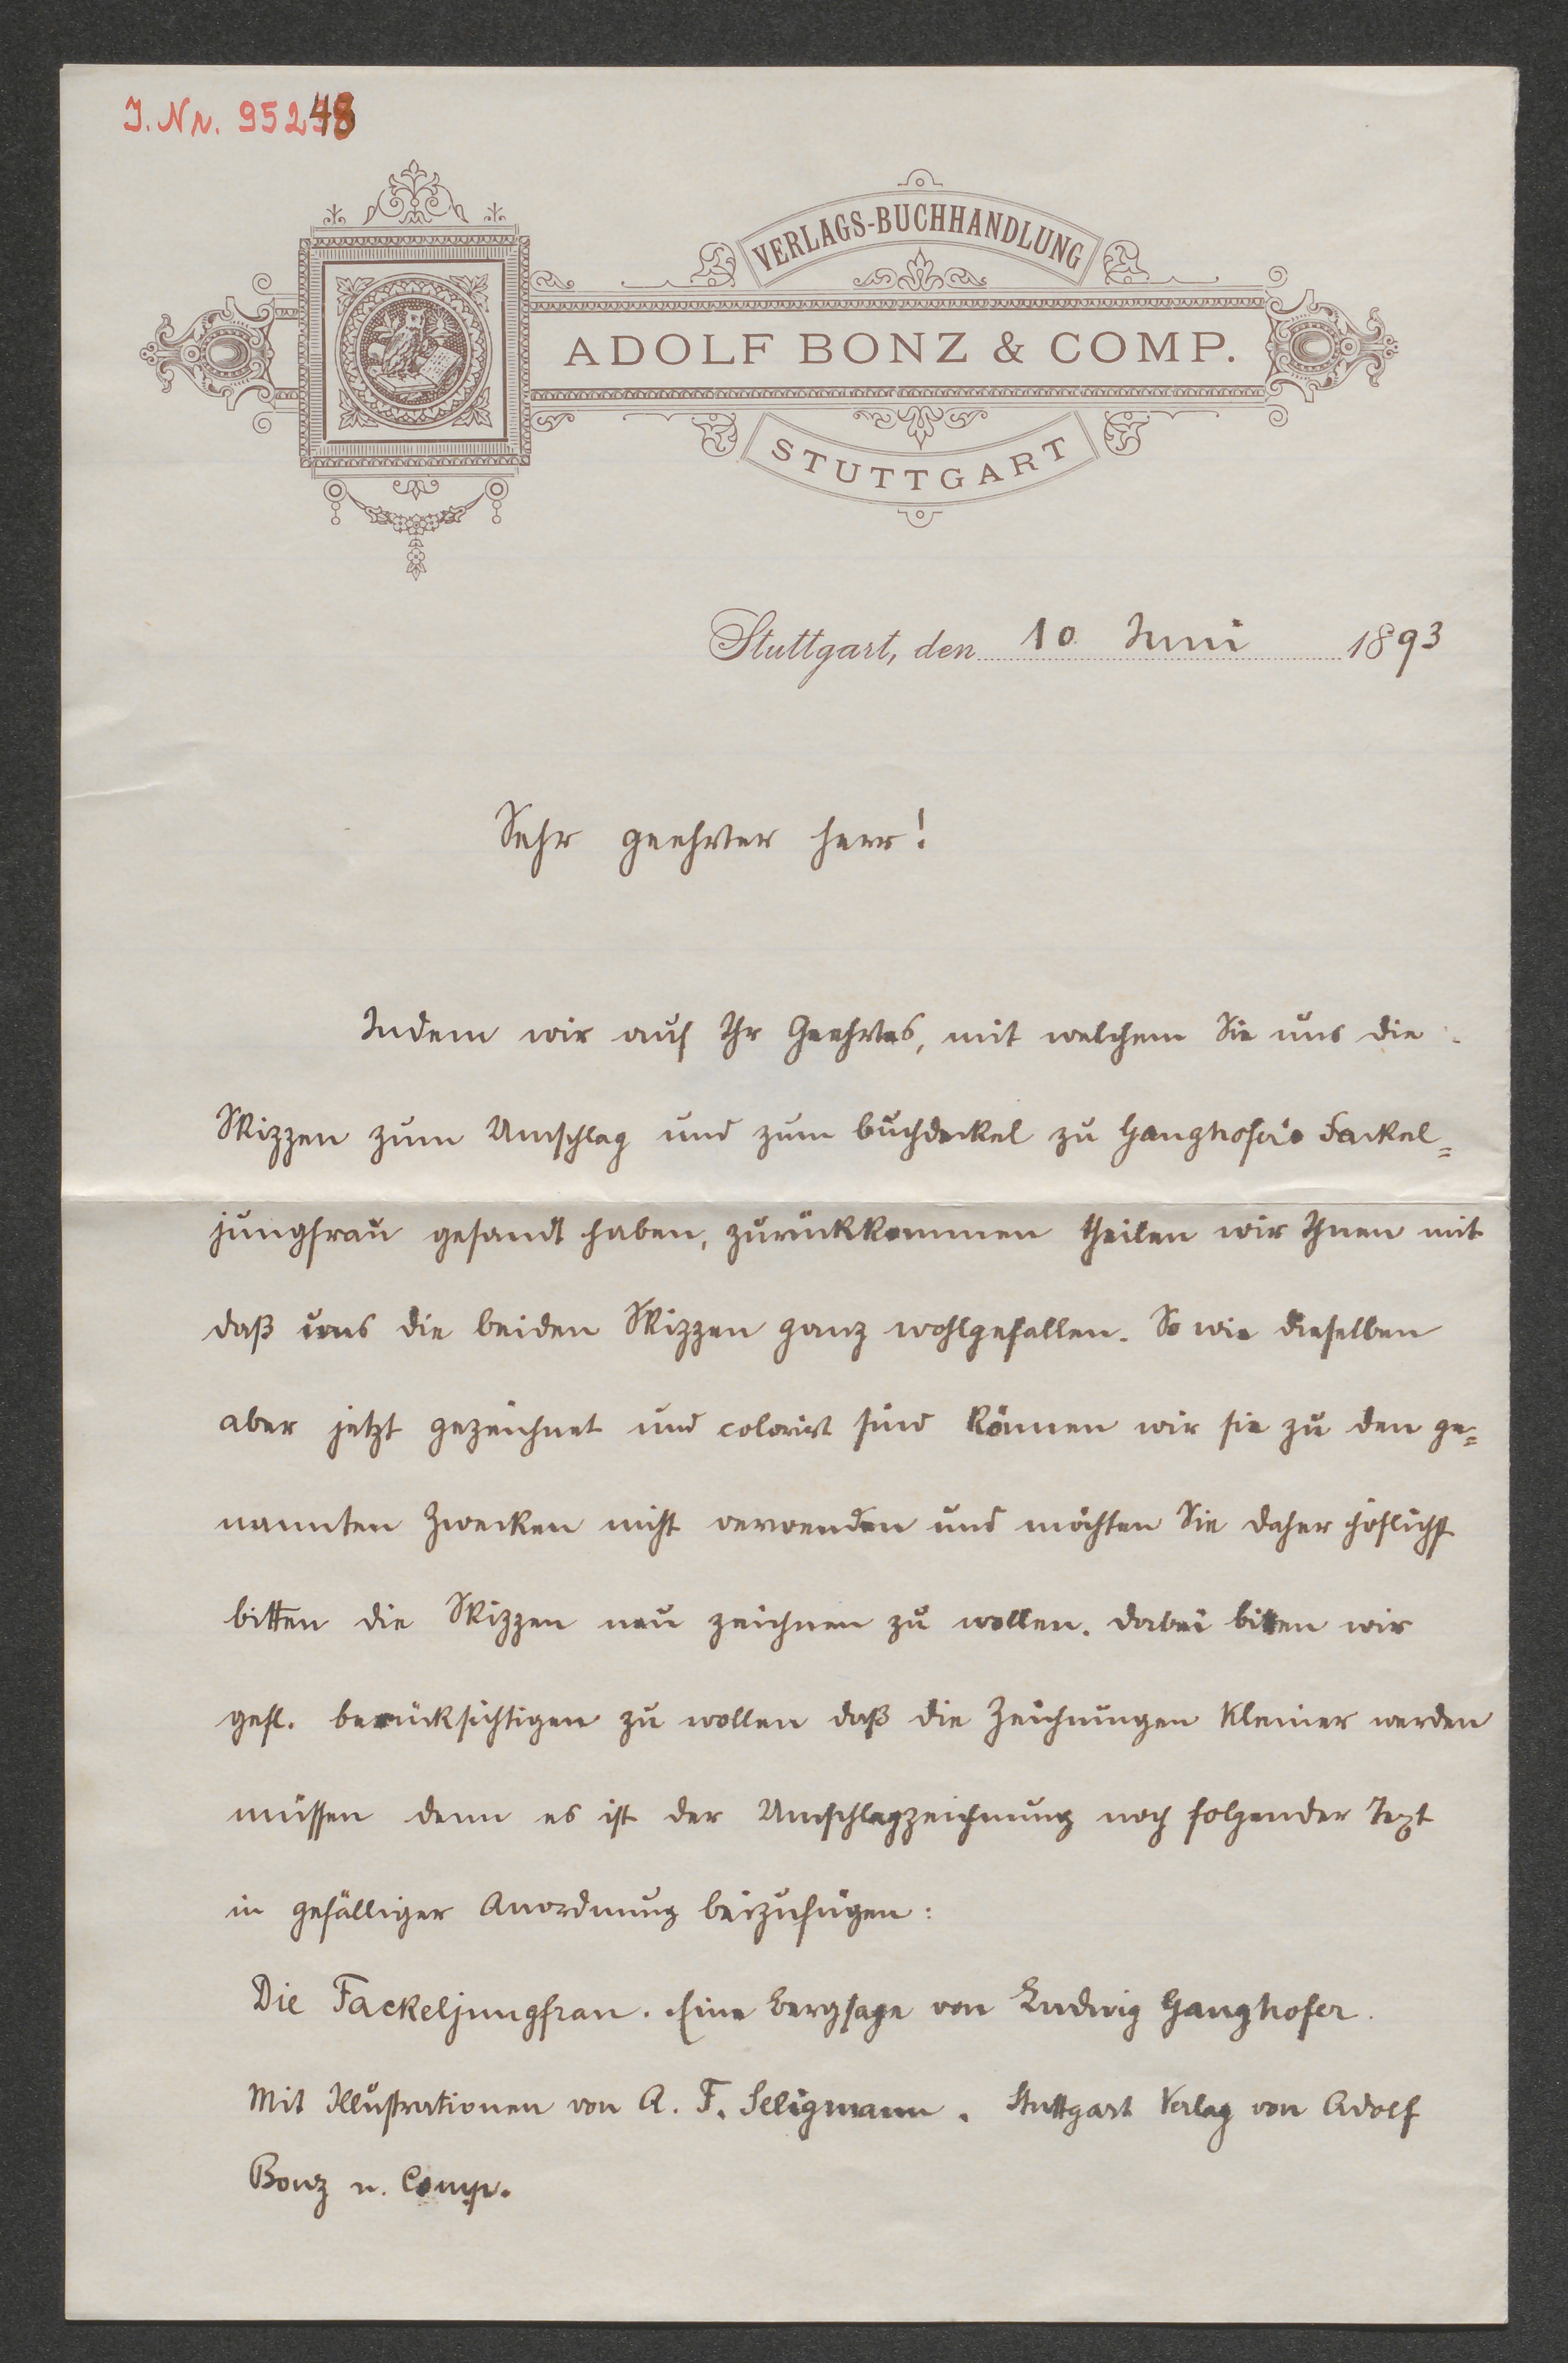 I. Nr. 95248
VERLAGS-BUCHHANDLUNG
ADOLF BONZ & COMP.
STUTTGART
Stuttgart, den 10 Juni 1893
Sehr geehrter Herr!
Indem wir auf Ihr Geehrtes, mit welchem Sie uns die
Skizzen zum Umschlag und zum Buchdeckel zu Ganghofer's Fackel=
jungfrau gesandt haben, zurückkommen theilen wir Ihnen mit
daß uns die beiden Skizzen ganz wohlgefallen. So wie dieselben
aber jetzt gezeichnet und colorirt sind können wir sie zu den ge=
nannten Zwecken nicht verwenden und möchten Sie daher höflichst
bitten die Skizzen neu zeichnen zu wollen. Dabei bitten wir
gefl. berücksichtigen zu wollen daß die Zeichnungen kleiner werden
müssen denn es ist der Umschlagzeichnung noch folgender Text
in gefälliger Anordnung beizufügen:
Die Fackeljungfrau. Eine Bergsage von Ludwig Ganghofer.
Mit Illustrationen von A. F. Seligmann. Stuttgart Verlag von Adolf
Bonz u. Comp.